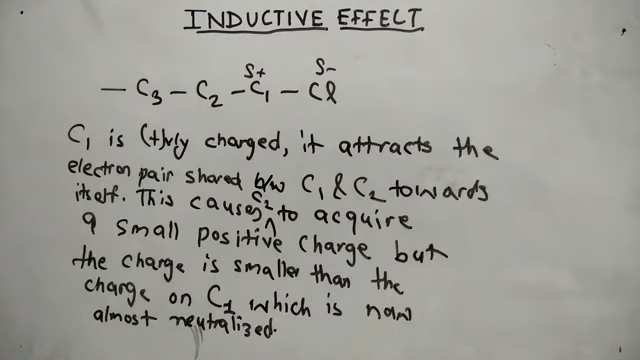 INDUCTIVE EFFECT
δ+ δ-
— C3 — C2 — C1 — Cl
C1 is (+)vly charged, it attracts the
electron pair shared b/w C1 & C2 towards
itself. This causes C2 to acquire
a small positive charge but
the charge is smaller than the
charge on C1 which is now
almost neutralized.